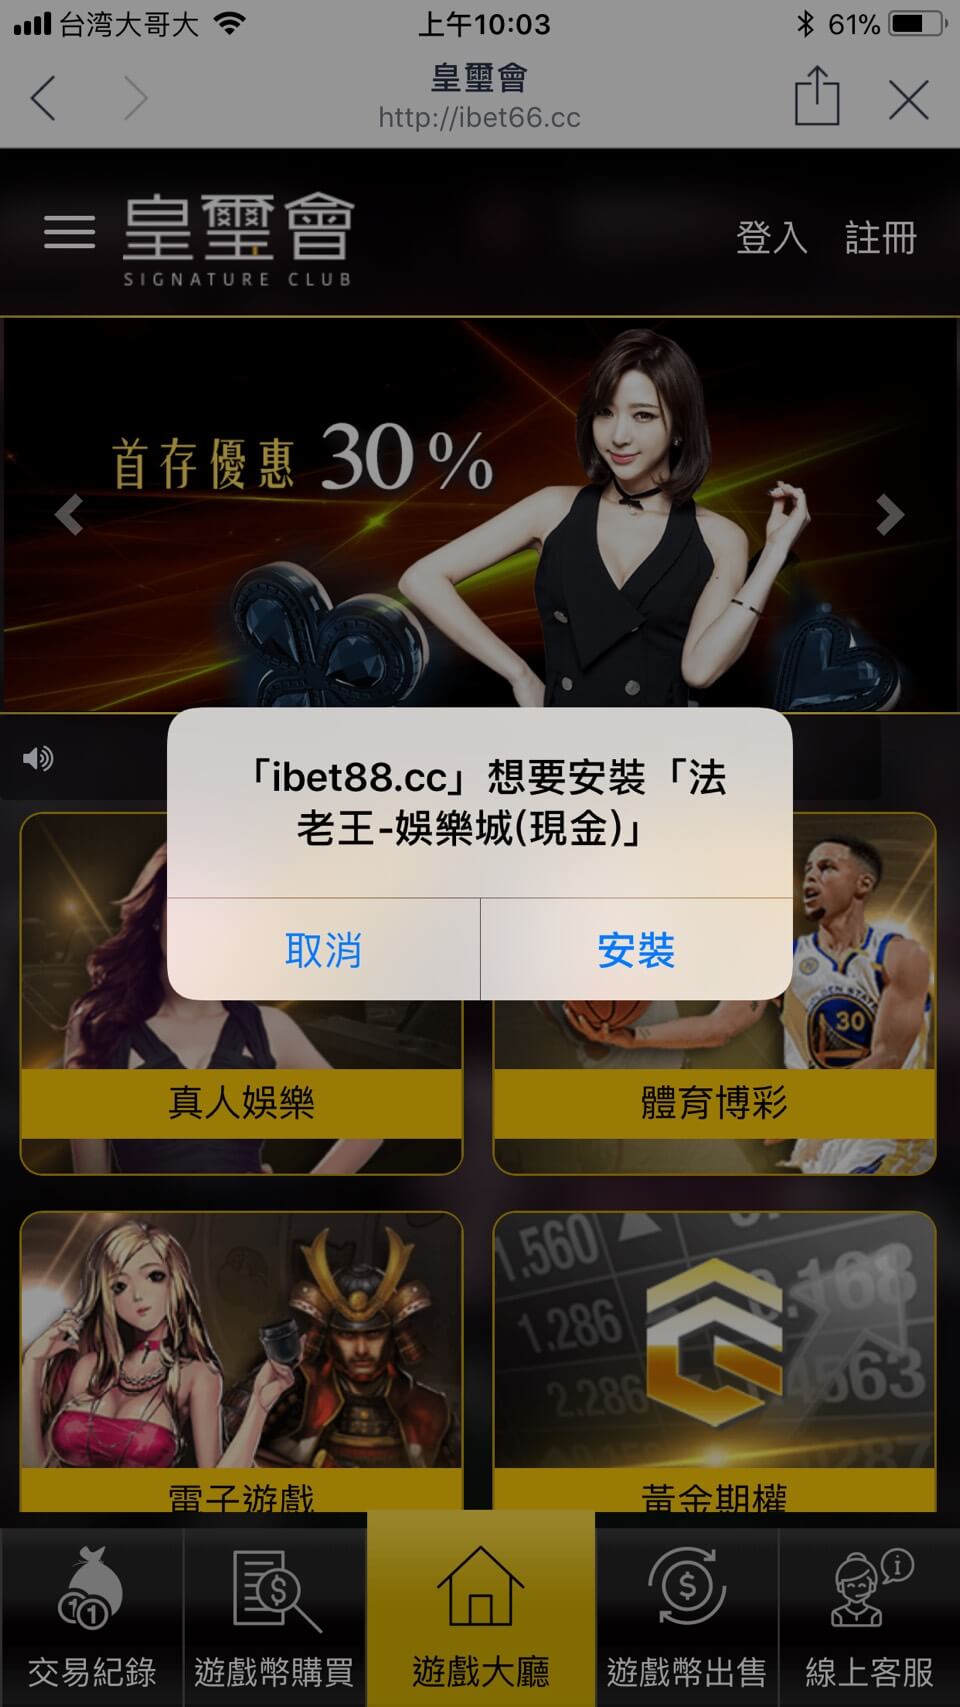 台湾大哥大
上午10:03
61%
皇璽會
http://ibet66.cc
皇璽會
SIGNATURE CLUB
登入
註冊
首存優惠 30%
「ibet88.cc」想要安裝「法
老王-娛樂城(現金)」
取消
安裝
30
真人娛樂
體育博彩
1.560
1.286
2.286
0.168
4563
287
電子遊戲
黃金期權
交易紀錄
遊戲幣購買
遊戲大廳
遊戲幣出售
線上客服